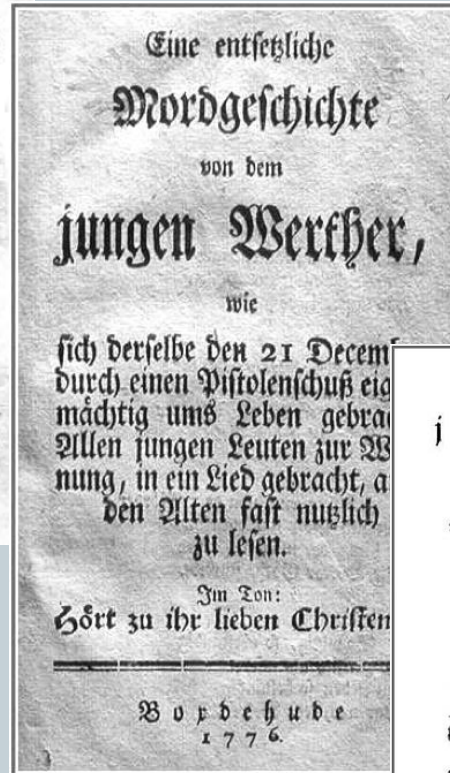 Eine entſetzliche
Mordgeſchichte
von dem
jungen Werther,
wie
ſich derſelbe den 21 Decem
durch einen Piſtolenſchuß eig
mächtig ums Leben gebra
Allen jungen Leuten zur W
nung, in ein Lied gebracht, a
den Alten faſt nutzlich
zu leſen.
Im Ton:
Hört zu ihr lieben Chriſten
Boxdehude
1776.